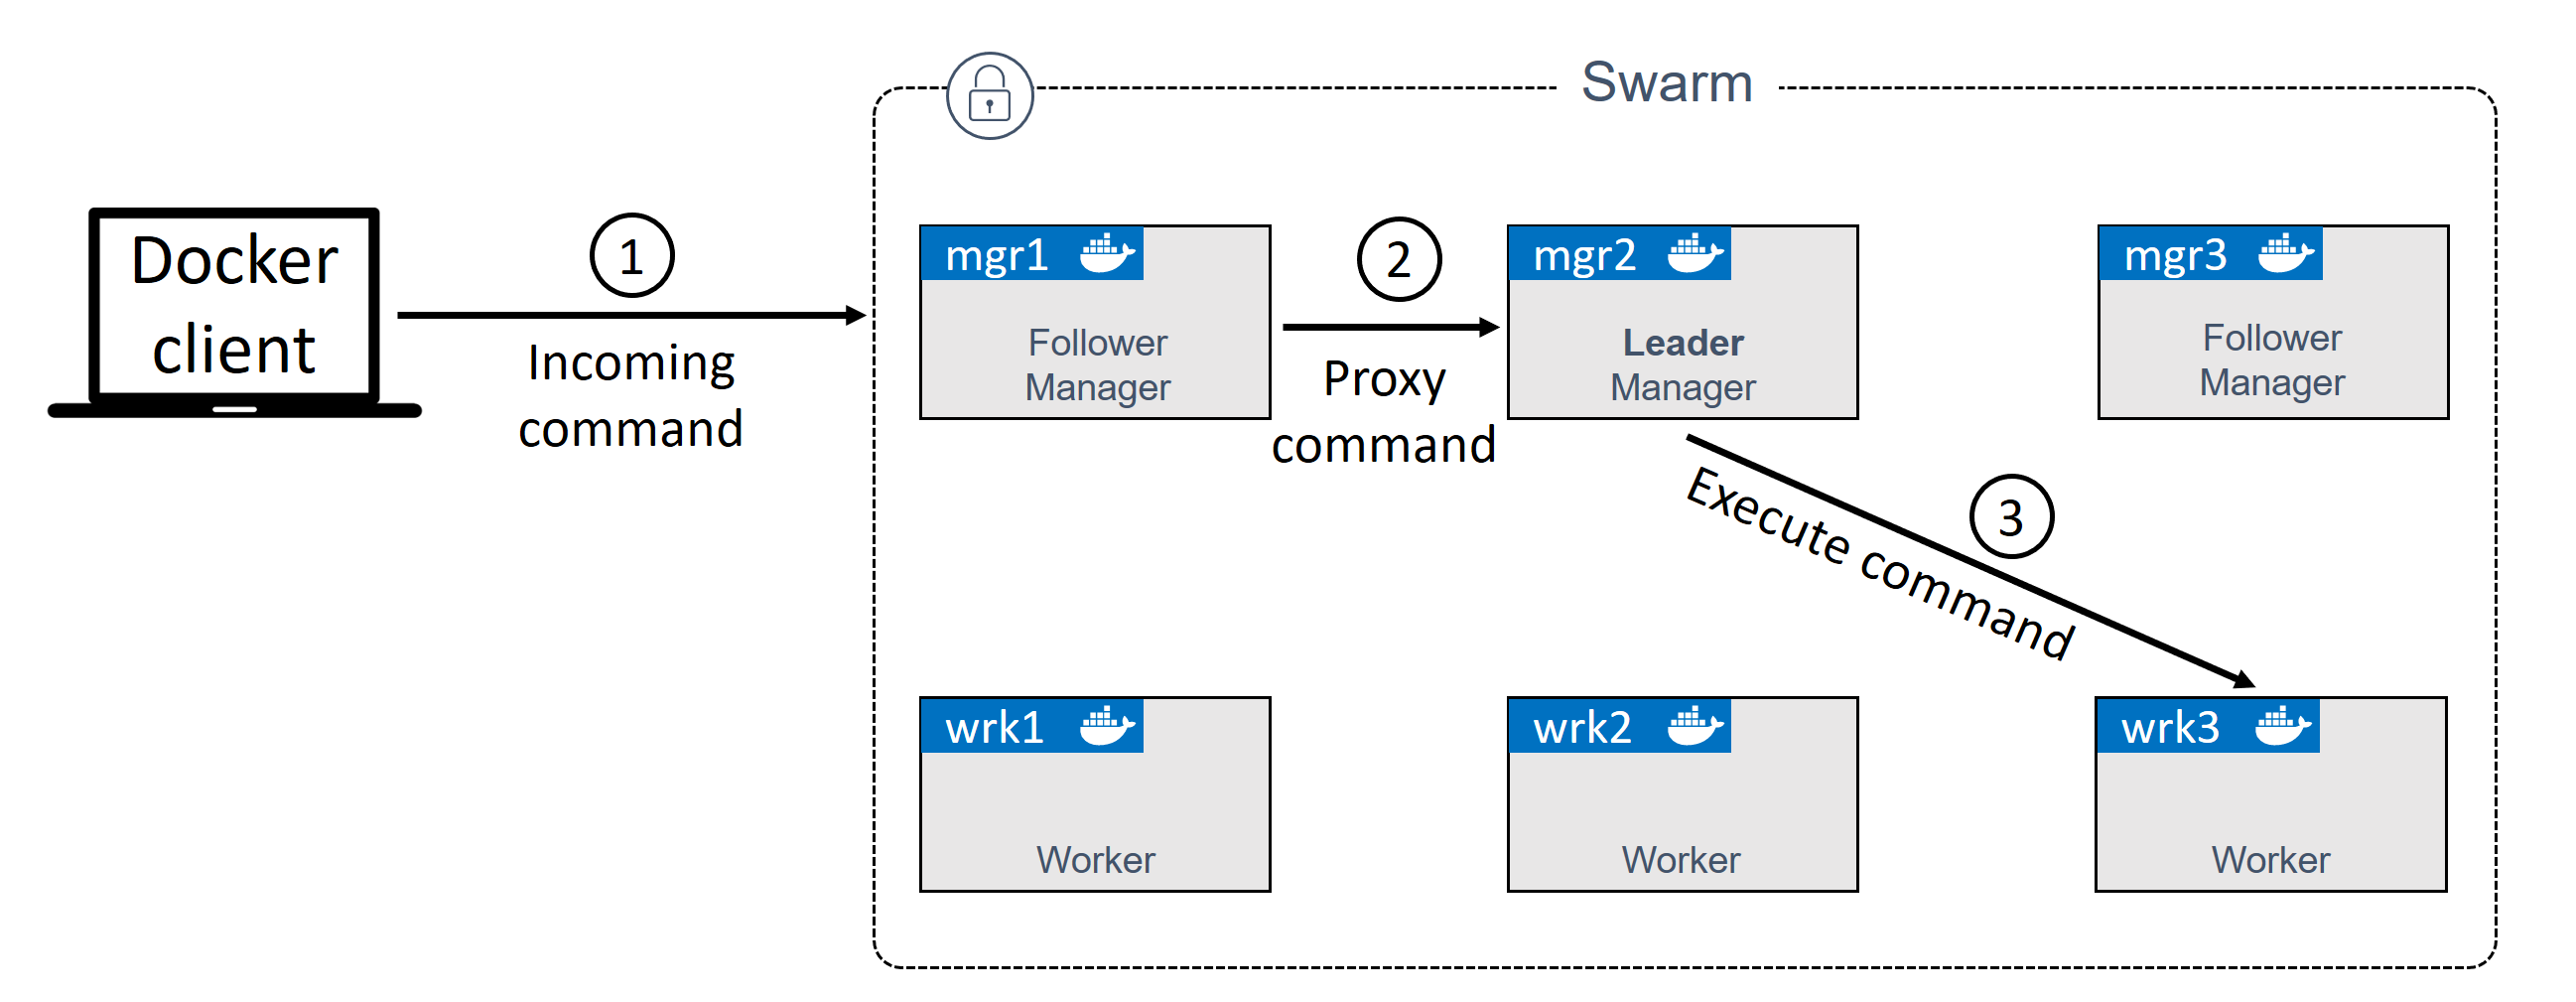 Swarm
Docker
client
1
Incoming
command
mgr1
Follower
Manager
2
Proxy
command
mgr2
Leader
Manager
mgr3
Follower
Manager
3
Execute command
wrk1
Worker
wrk2
Worker
wrk3
Worker